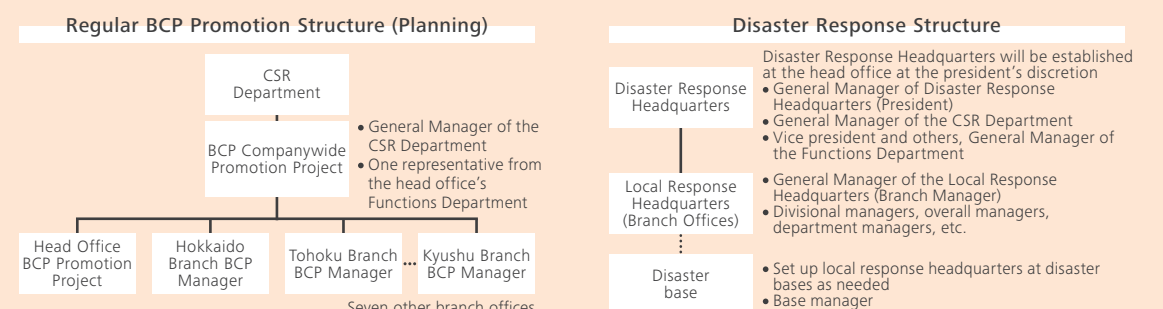 Regular BCP Promotion Structure (Planning)
CSR
Department
BCP Companywide
Promotion Project
• General Manager of the
CSR Department
• One representative from
the head office's
Functions Department
Head Office
BCP Promotion
Project
Hokkaido
Branch BCP
Manager
Tohoku Branch
BCP Manager
...
Kyushu Branch
BCP Manager
Seven other branch offices
Disaster Response Structure
Disaster Response
Headquarters
Disaster Response Headquarters will be established
at the head office at the president's discretion
• General Manager of Disaster Response
Headquarters (President)
• General Manager of the CSR Department
• Vice president and others, General Manager of
the Functions Department
Local Response
Headquarters
(Branch Offices)
• General Manager of the Local Response
Headquarters (Branch Manager)
• Divisional managers, overall managers,
department managers, etc.
Disaster
base
• Set up local response headquarters at disaster
bases as needed
• Base manager